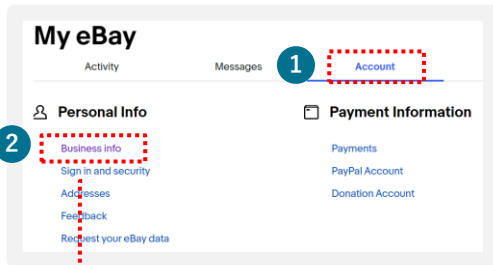 My eBay
Activity Messages 1 Account
Personal Info
2 Business info
Sign in and security
Addresses
Feedback
Request your eBay data
Payment Information
Payments
PayPal Account
Donation Account